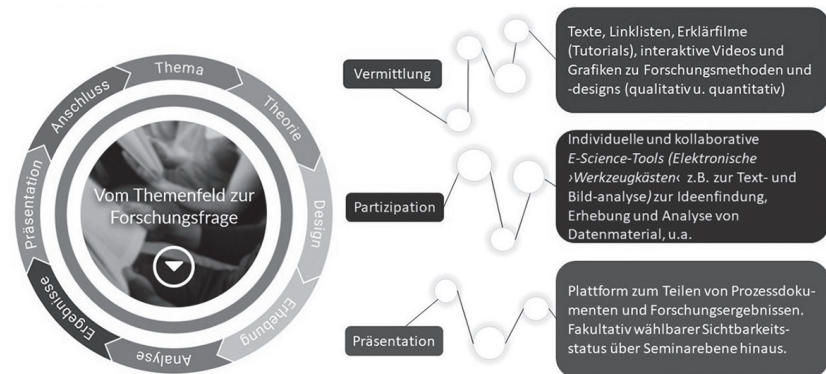 Thema
Theorie
Design
Erhebung
Analyse
Ergebnisse
Präsentation
Anschluss
Vom Themenfeld zur
Forschungsfrage
Vermittlung
Texte, Linklisten, Erklärfilme
(Tutorials), interaktive Videos und
Grafiken zu Forschungsmethoden und
-designs (qualitativ u. quantitativ)
Partizipation
Individuelle und kollaborative
E-Science-Tools (Elektronische
›Werkzeugkästen‹ z.B. zur Text- und
Bild-analyse) zur Ideenfindung,
Erhebung und Analyse von
Datenmaterial, u.a.
Präsentation
Plattform zum Teilen von Prozessdoku-
menten und Forschungsergebnissen.
Fakultativ wählbarer Sichtbarkeits-
status über Seminarebene hinaus.